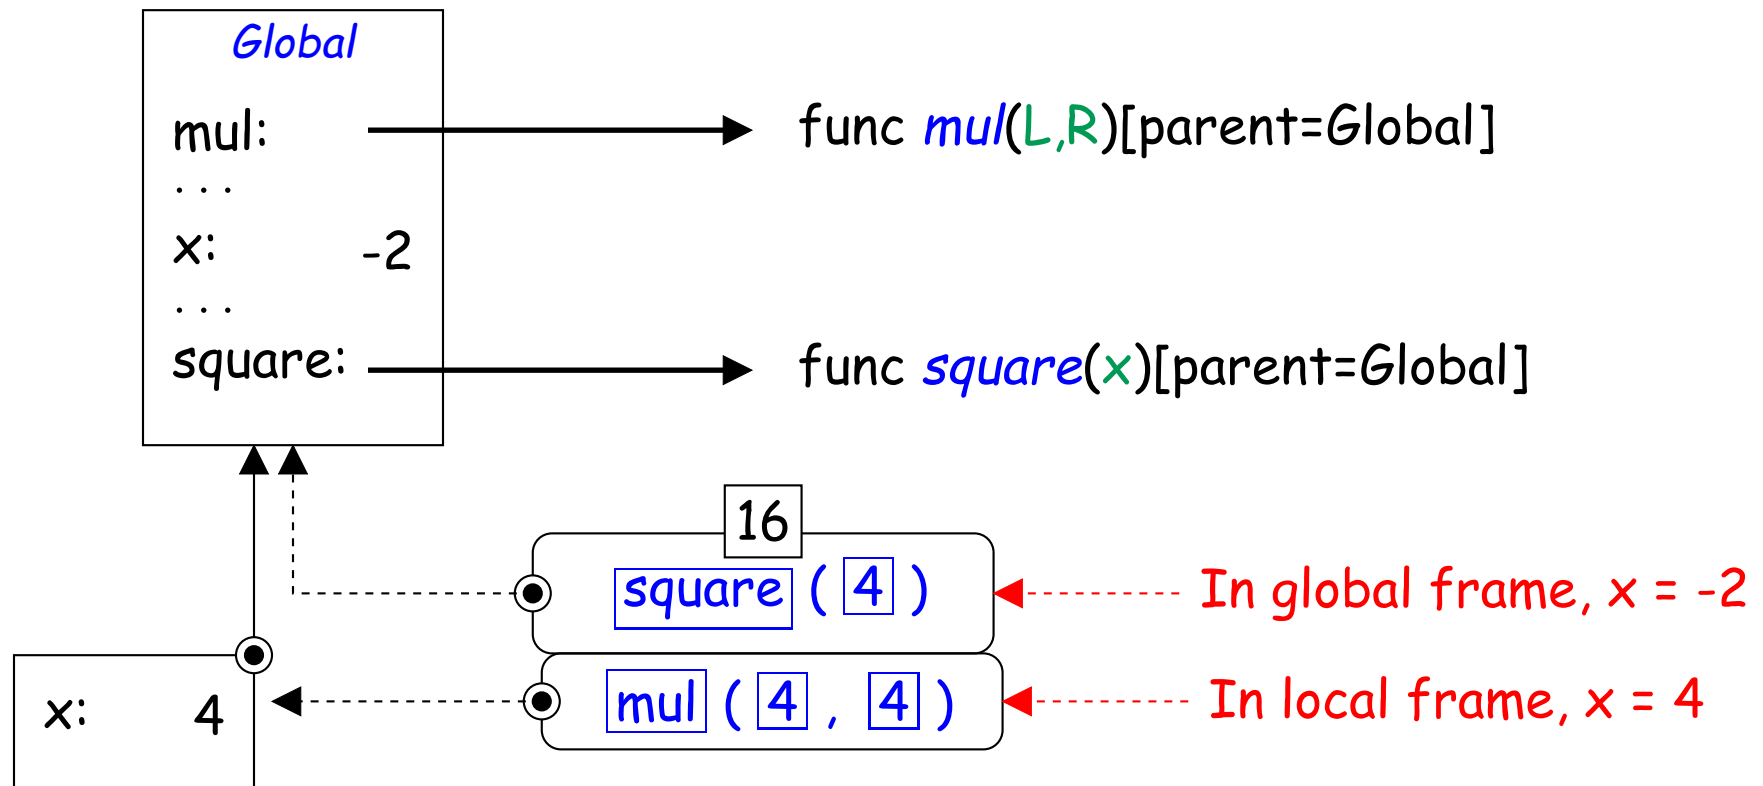 Global
mul: func mul(L,R)[parent=Global]
...
x: -2
...
square: func square(x)[parent=Global]
16
square ( 4 ) In global frame, x = -2
mul ( 4 , 4 ) In local frame, x = 4
x: 4